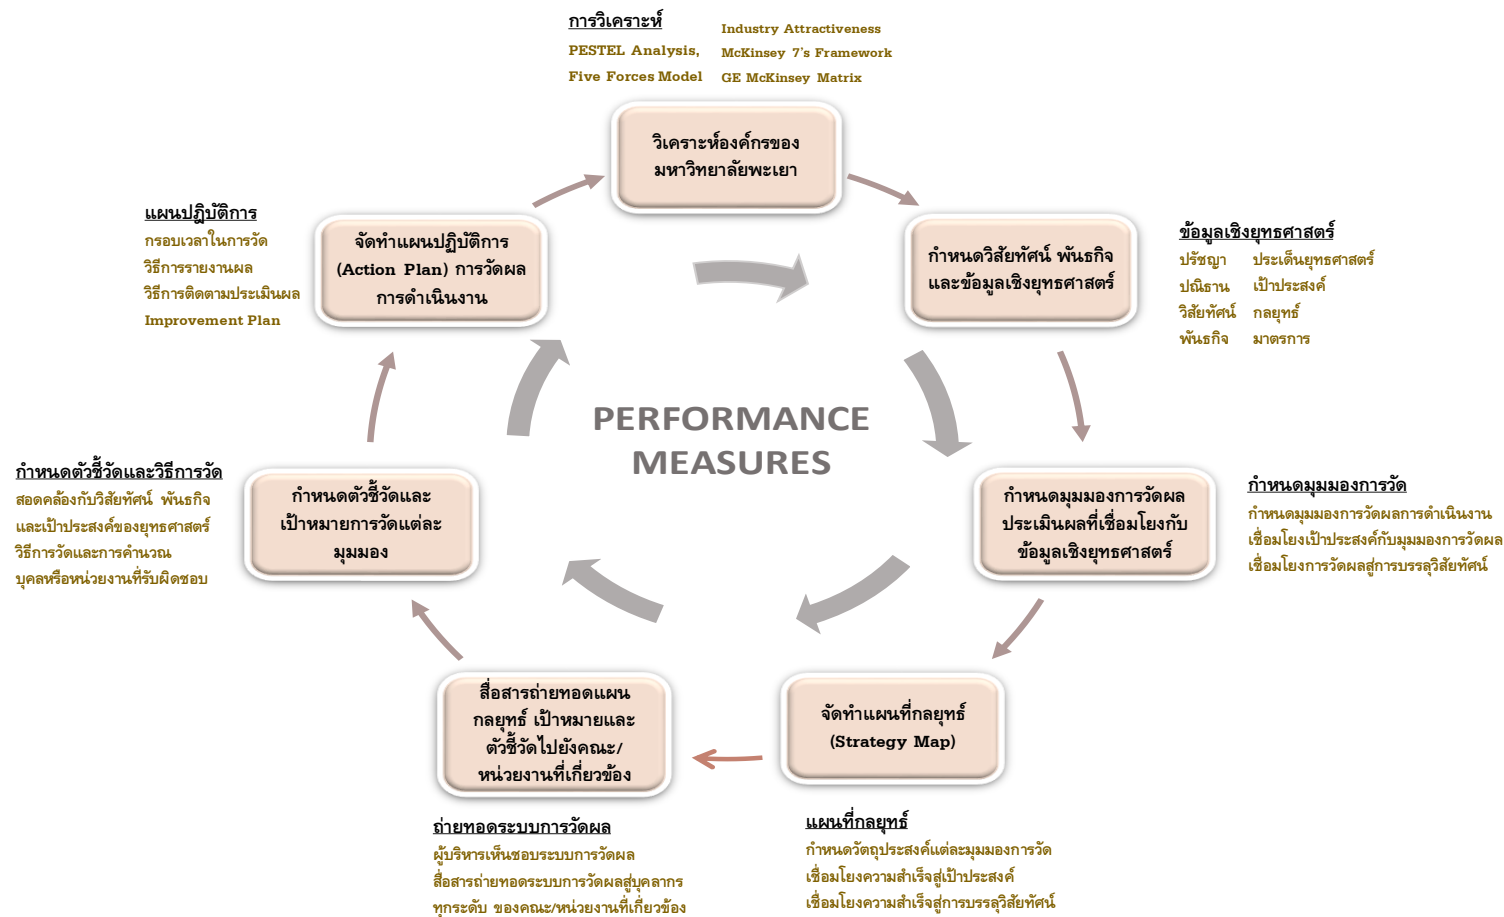 การวิเคราะห์
PESTEL Analysis,
Five Forces Model
Industry Attractiveness
McKinsey 7's Framework
GE McKinsey Matrix
วิเคราะห์องค์กรของ
มหาวิทยาลัยพะเยา
กำหนดวิสัยทัศน์ พันธกิจ
และข้อมูลเชิงยุทธศาสตร์
ข้อมูลเชิงยุทธศาสตร์
ปรัชญา ประเด็นยุทธศาสตร์
ปณิธาน เป้าประสงค์
วิสัยทัศน์ กลยุทธ์
พันธกิจ มาตรการ
กำหนดมุมมองการวัดผล
ประเมินผลที่เชื่อมโยงกับ
ข้อมูลเชิงยุทธศาสตร์
กำหนดมุมมองการวัด
กำหนดมุมมองการวัดผลการดำเนินงาน
เชื่อมโยงเป้าประสงค์กับมุมมองการวัดผล
เชื่อมโยงการวัดผลสู่การบรรลุวิสัยทัศน์
จัดทำแผนที่กลยุทธ์
(Strategy Map)
แผนที่กลยุทธ์
กำหนดวัตถุประสงค์แต่ละมุมมองการวัด
เชื่อมโยงความสำเร็จสู่เป้าประสงค์
เชื่อมโยงความสำเร็จสู่การบรรลุวิสัยทัศน์
สื่อสารถ่ายทอดแผน
กลยุทธ์ เป้าหมายและ
ตัวชี้วัดไปยังคณะ/
หน่วยงานที่เกี่ยวข้อง
ถ่ายทอดระบบการวัดผล
ผู้บริหารเห็นชอบระบบการวัดผล
สื่อสารถ่ายทอดระบบการวัดผลสู่บุคลากร
ทุกระดับ ของคณะ/หน่วยงานที่เกี่ยวข้อง
กำหนดตัวชี้วัดและ
เป้าหมายการวัดแต่ละ
มุมมอง
กำหนดตัวชี้วัดและวิธีการวัด
สอดคล้องกับวิสัยทัศน์ พันธกิจ
และเป้าประสงค์ของยุทธศาสตร์
วิธีการวัดและการคำนวณ
บุคลหรือหน่วยงานที่รับผิดชอบ
จัดทำแผนปฏิบัติการ
(Action Plan) การวัดผล
การดำเนินงาน
แผนปฏิบัติการ
กรอบเวลาในการวัด
วิธีการรายงานผล
วิธีการติดตามประเมินผล
Improvement Plan
PERFORMANCE
MEASURES